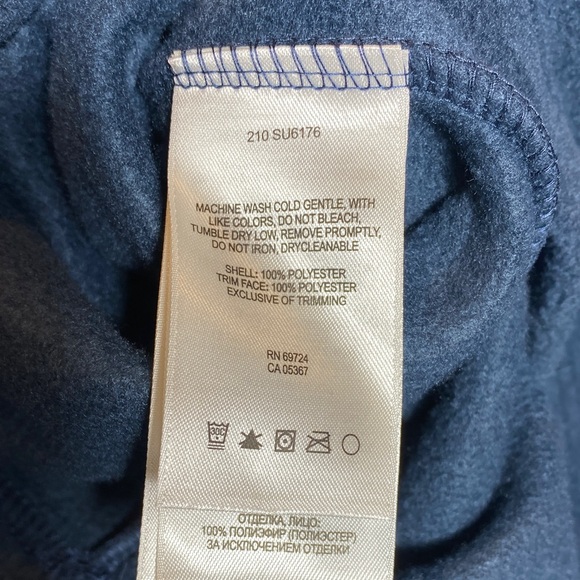 210 SU6176
MACHINE WASH COLD GENTLE, WITH
LIKE COLORS, DO NOT BLEACH,
TUMBLE DRY LOW, REMOVE PROMPTLY,
DO NOT IRON, DRYCLEANABLE
SHELL: 100% POLYESTER
TRIM FACE: 100% POLYESTER
EXCLUSIVE OF TRIMMING
RN 69724
CA 05367
30C
ОТДЕЛКА, ЛИЦО:
100% ПОЛИЭФИР (ПОЛИЭСТЕР)
ЗА ИСКЛЮЧЕНИЕМ ОТДЕЛКИ